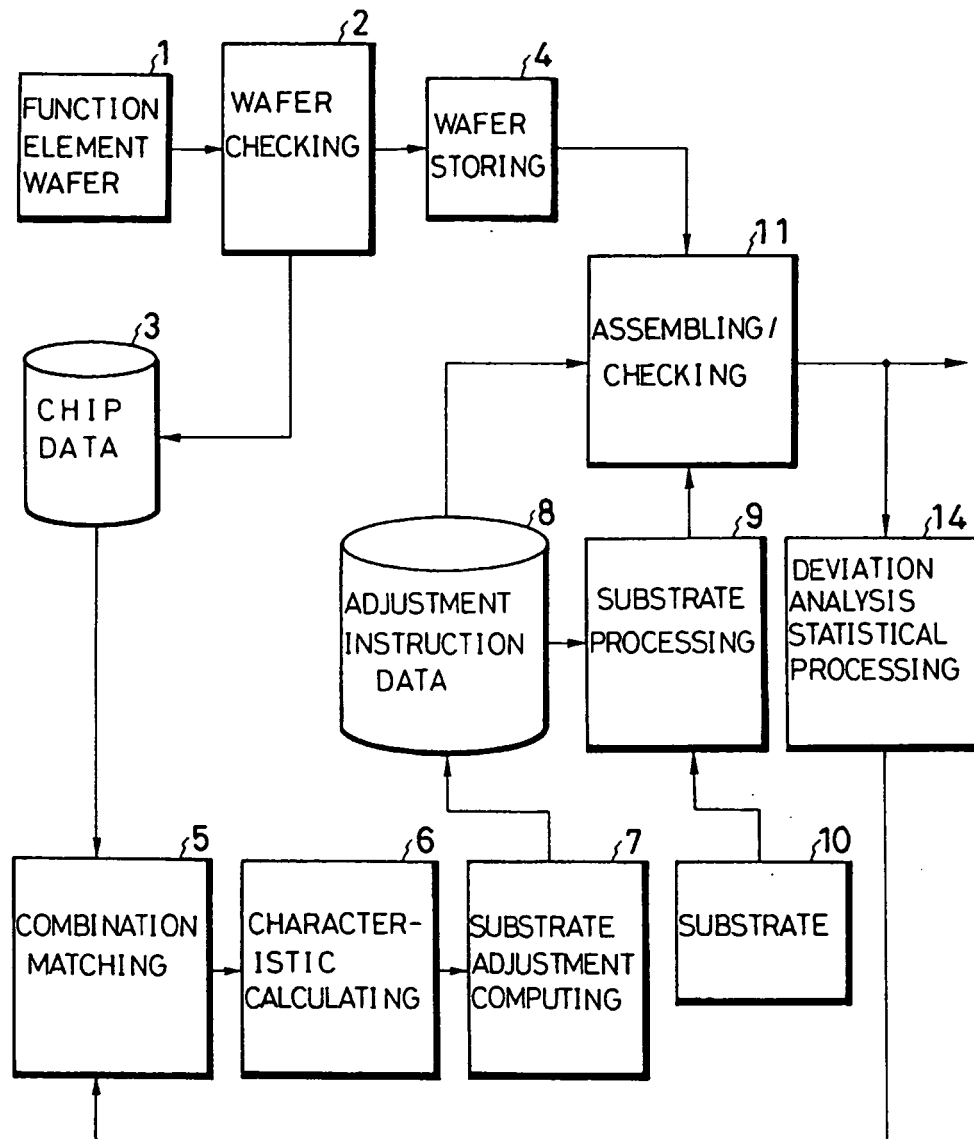 1
FUNCTION
ELEMENT
WAFER
2
WAFER
CHECKING
4
WAFER
STORING
11
ASSEMBLING/
CHECKING
3
CHIP
DATA
8
ADJUSTMENT
INSTRUCTION
DATA
9
SUBSTRATE
PROCESSING
14
DEVIATION
ANALYSIS
STATISTICAL
PROCESSING
5
COMBINATION
MATCHING
6
CHARACTER-
ISTIC
CALCULATING
7
SUBSTRATE
ADJUSTMENT
COMPUTING
10
SUBSTRATE